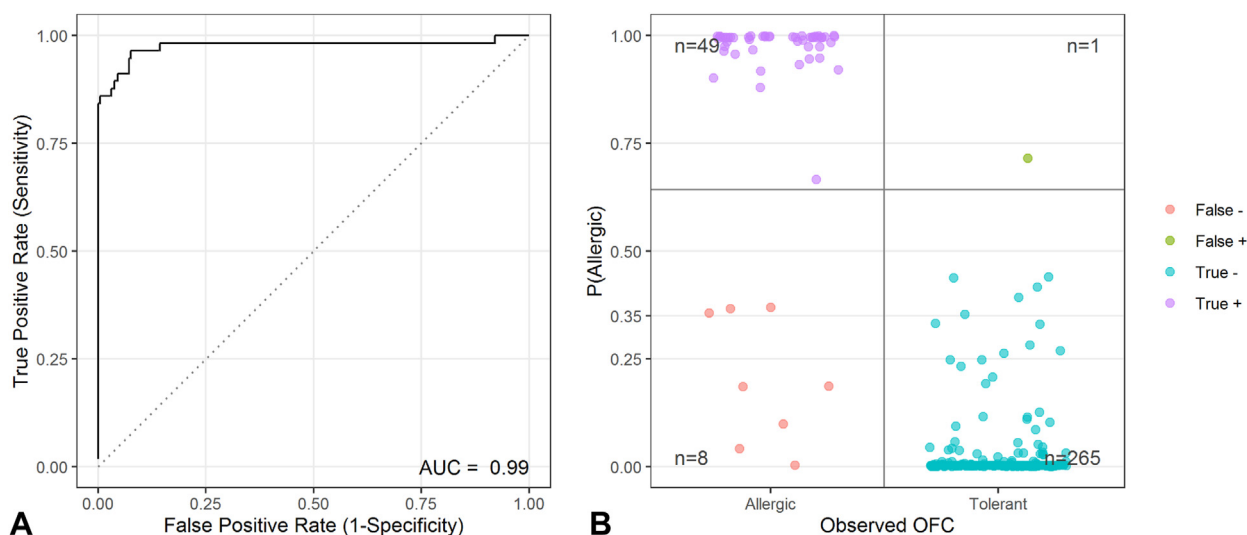 1.00
0.75
0.50
0.25
0.00
True Positive Rate (Sensitivity)
AUC = 0.99
0.00 0.25 0.50 0.75 1.00
False Positive Rate (1-Specificity)
A
1.00
0.75
0.50
0.35
0.25
0.00
P(Allergic)
n=49 n=1
n=8 n=265
Allergic Tolerant
Observed OFC
B
False -
False +
True -
True +